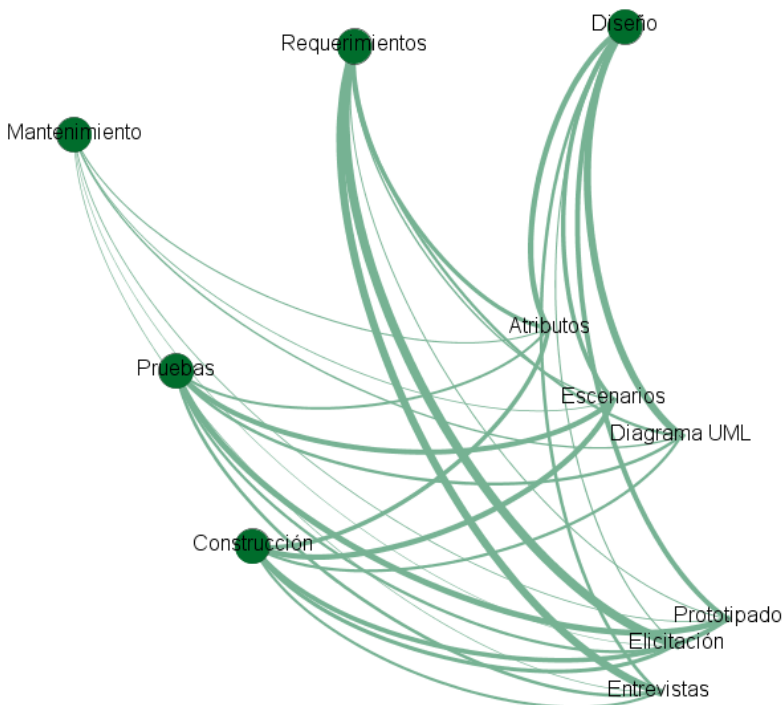 Diseño
Requerimientos
Mantenimiento
Atributos
Pruebas
Escenarios
Diagrama UML
Construcción
Prototipado
Elicitación
Entrevistas